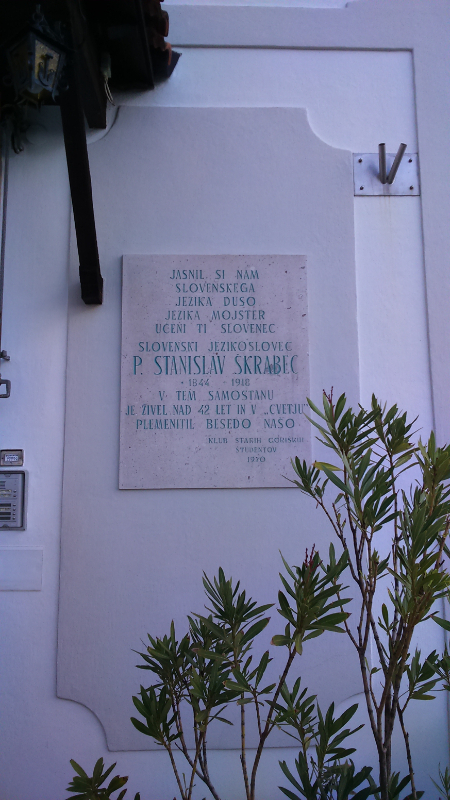 JASNIL SI NAM
SLOVENSKEGA
JEZIKA DUŠO
JEZIKA MOJSTER
UČENI TI SLOVENEC
SLOVENSKI JEZIKOSLOVEC
P. STANISLAV ŠKRABEC
• 1844 - 1918
V TEM SAMOSTANU
JE ŽIVEL NAD 42 LET IN V „CVETJU“
PLEMENITIL BESEDO NAŠO
KLUB STARIH GORIŠKIH
ŠTUDENTOV